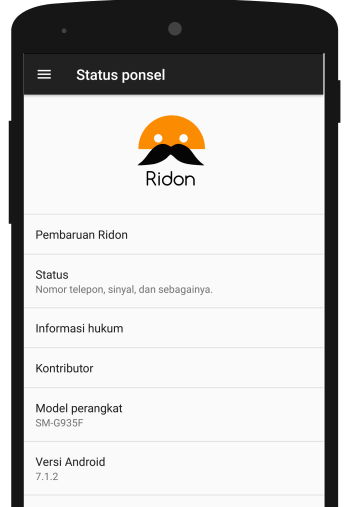 Status ponsel
Ridon
Pembaruan Ridon
Status
Nomor telepon, sinyal, dan sebagainya.
Informasi hukum
Kontributor
Model perangkat
SM-G935F
Versi Android
7.1.2